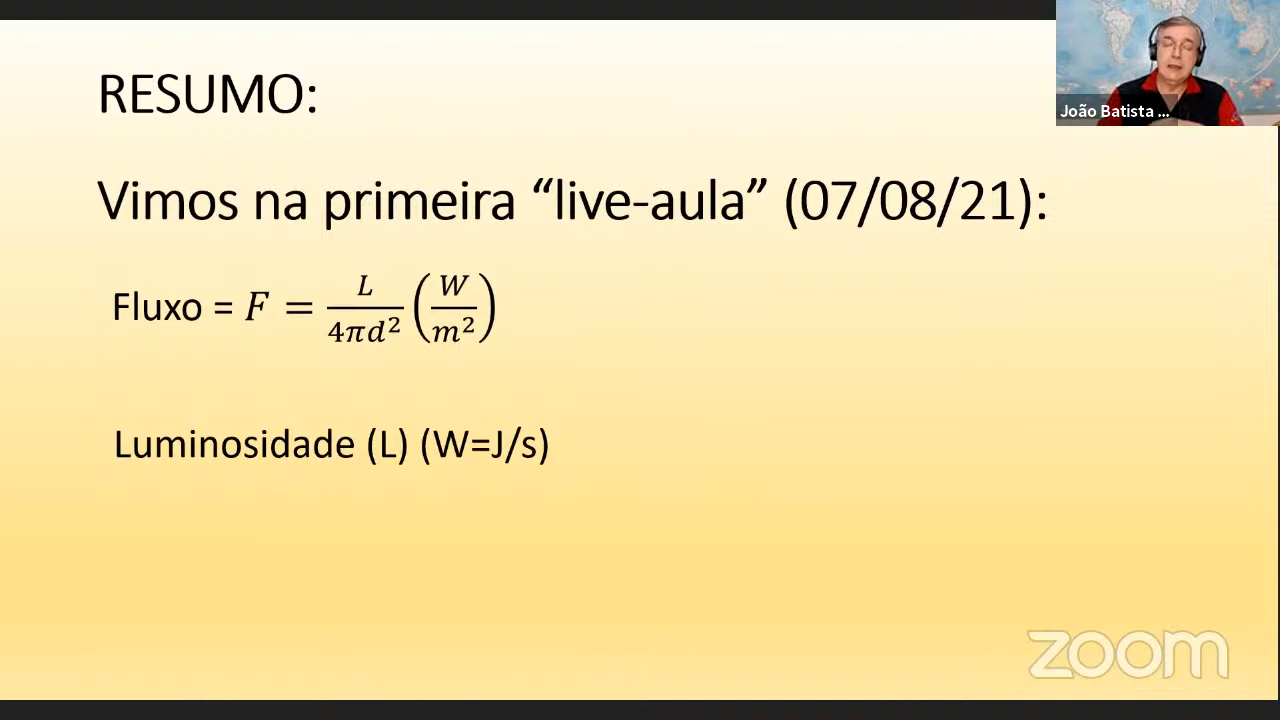 RESUMO:
João Batista ...
Vimos na primeira “live-aula” (07/08/21):
Fluxo = F = L/4πd² (W/m²)
Luminosidade (L) (W=J/s)
zoom